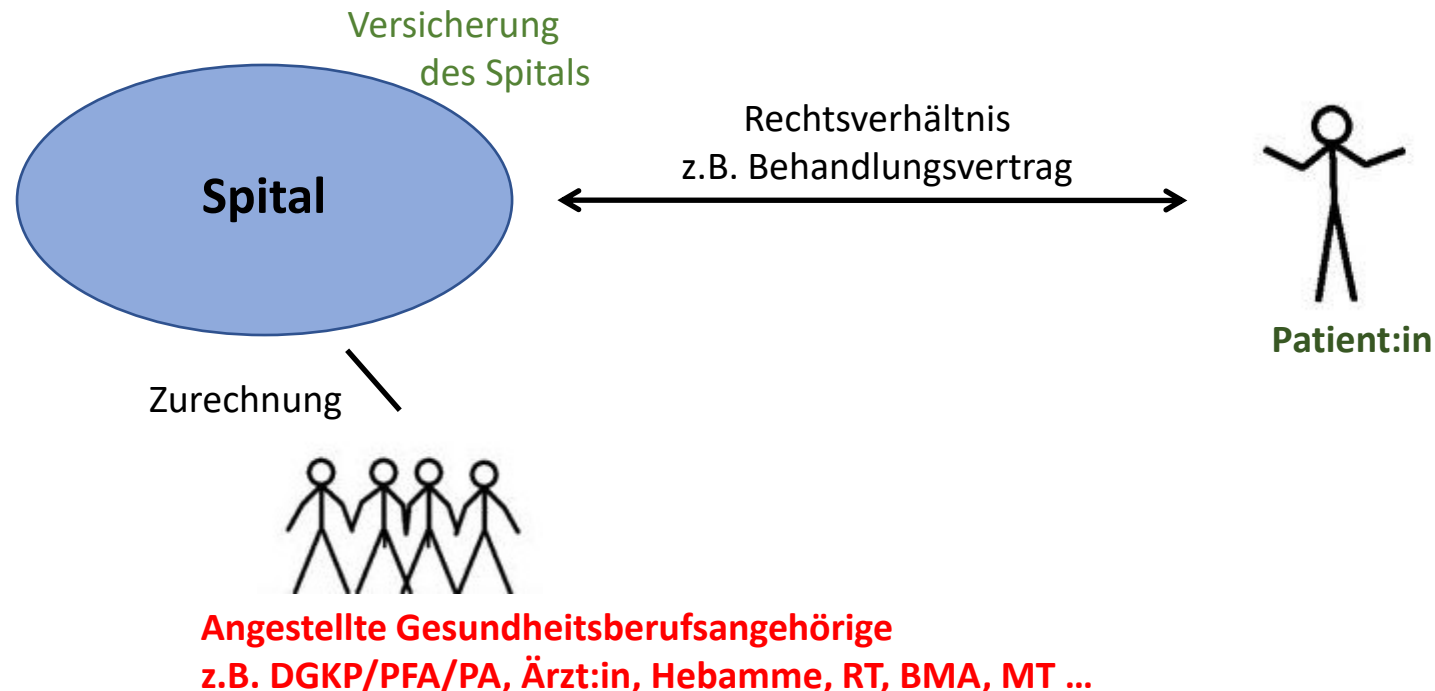 Versicherung
des Spitals
Spital
Rechtsverhältnis
z.B. Behandlungsvertrag
Patient:in
Zurechnung
Angestellte Gesundheitsberufsangehörige
z.B. DGKP/PFA/PA, Ärzt:in, Hebamme, RT, BMA, MT ...